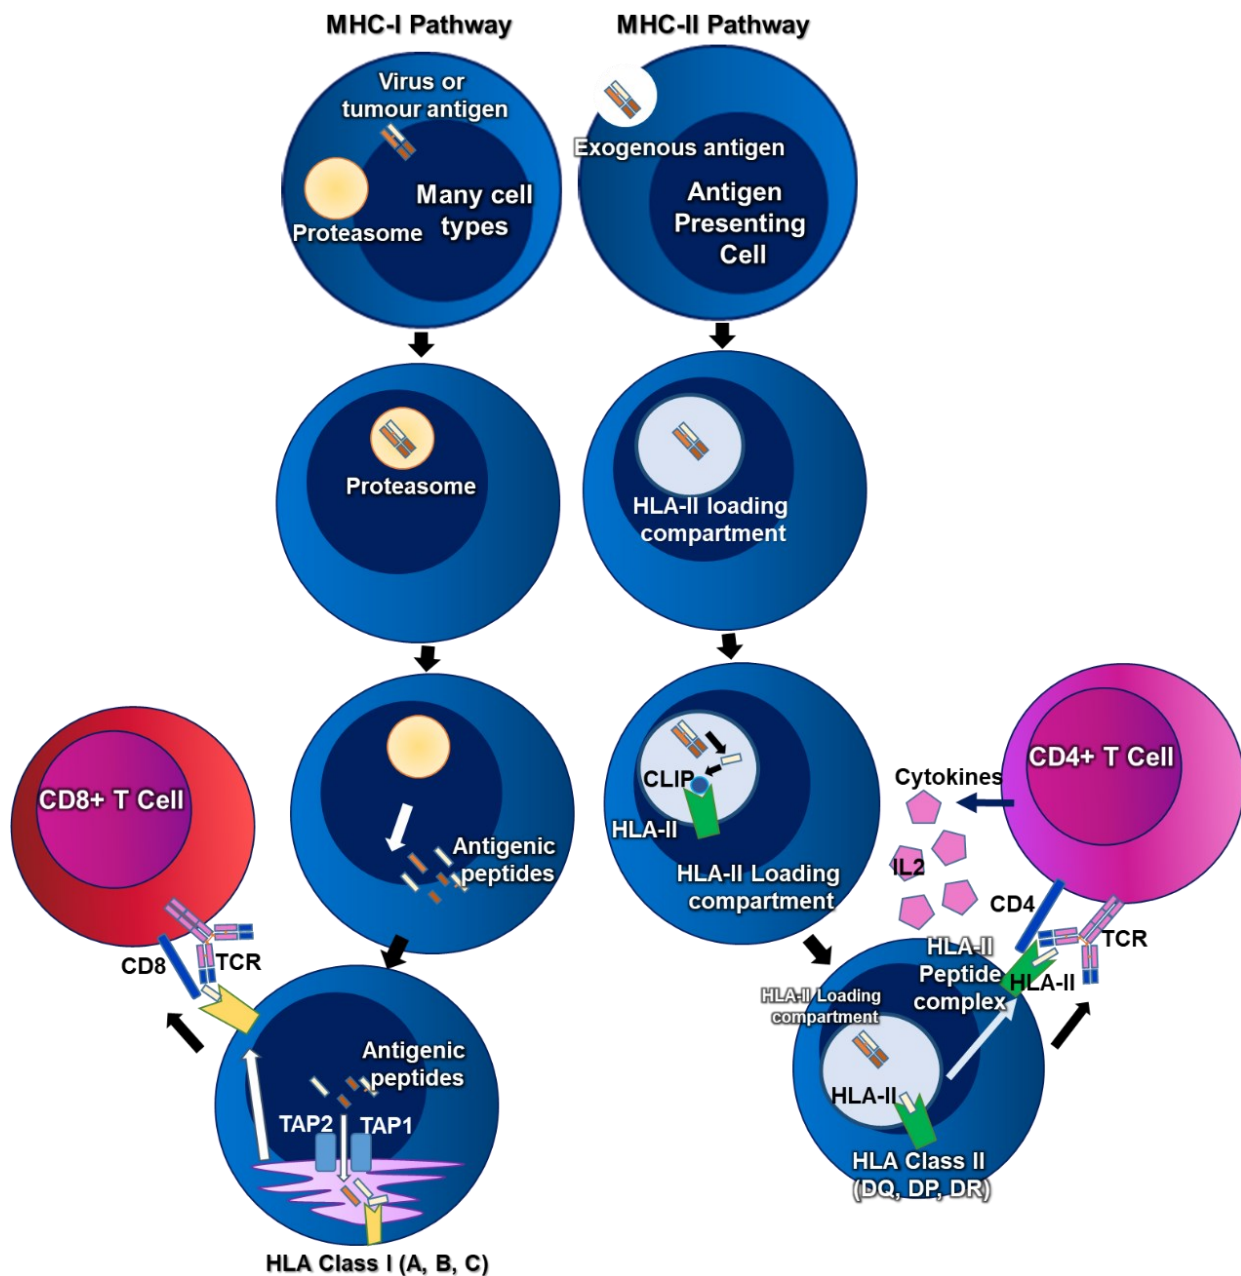 MHC-I Pathway
MHC-II Pathway
Virus or
tumour antigen
Proteasome
Many cell
types
Exogenous antigen
Antigen
Presenting
Cell
Proteasome
HLA-II loading
compartment
Antigenic
peptides
CLIP
HLA-II
HLA-II Loading
compartment
CD8+ T Cell
CD8
TCR
CD4+ T Cell
Cytokines
IL2
CD4
TCR
HLA-II
Peptide
complex
HLA-II
HLA-II Loading
compartment
HLA-II
HLA Class II
(DQ, DP, DR)
Antigenic
peptides
TAP2
TAP1
HLA Class I (A, B, C)